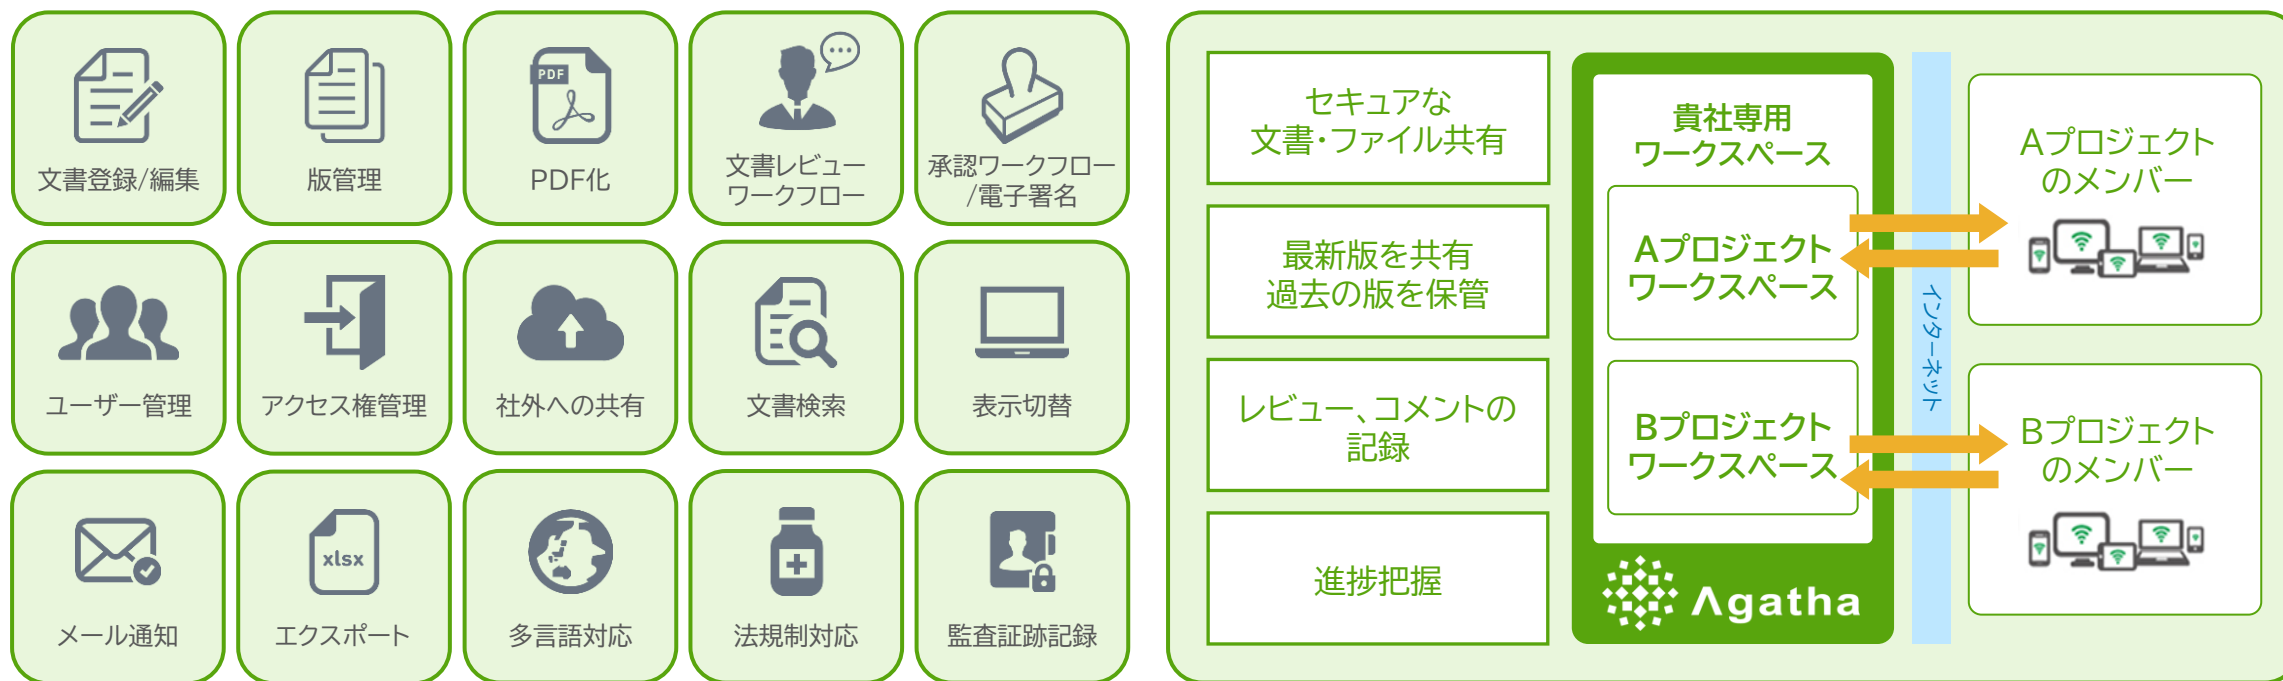 PDF
文書登録/編集
版管理
PDF化
文書レビュー
ワークフロー
承認ワークフロー
/電子署名
ユーザー管理
アクセス権管理
社外への共有
文書検索
表示切替
xlsx
メール通知
エクスポート
多言語対応
法規制対応
監査証跡記録
セキュアな
文書・ファイル共有
最新版を共有
過去の版を保管
レビュー、コメントの
記録
進捗把握
貴社専用
ワークスペース
Aプロジェクト
ワークスペース
Bプロジェクト
ワークスペース
Agatha
インターネット
Aプロジェクト
のメンバー
Bプロジェクト
のメンバー